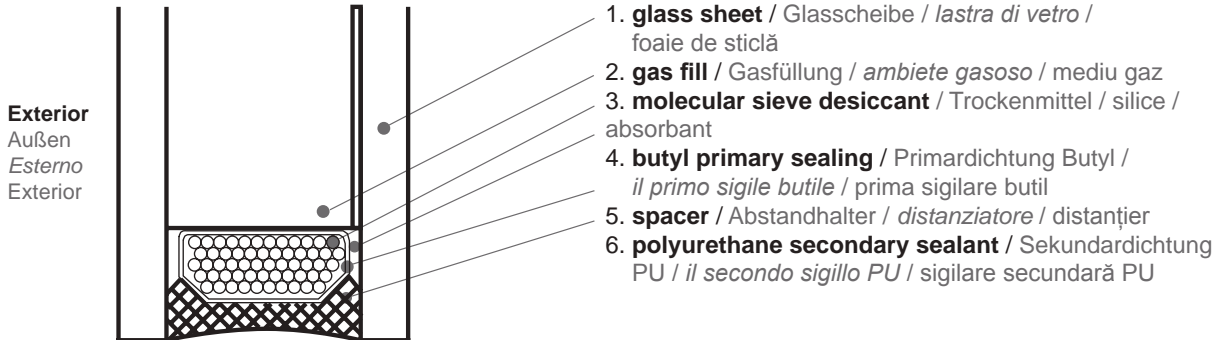 Exterior
Außen
Esterno
Exterior
1. glass sheet / Glasscheibe / lastra di vetro /
foaie de sticlă
2. gas fill / Gasfüllung / ambiete gasoso / mediu gaz
3. molecular sieve desiccant / Trockenmittel / silice /
absorbant
4. butyl primary sealing / Primardichtung Butyl /
il primo sigile butile / prima sigilare butil
5. spacer / Abstandhalter / distanziatore / distanțier
6. polyurethane secondary sealant / Sekundardichtung
PU / il secondo sigillo PU / sigilare secundară PU